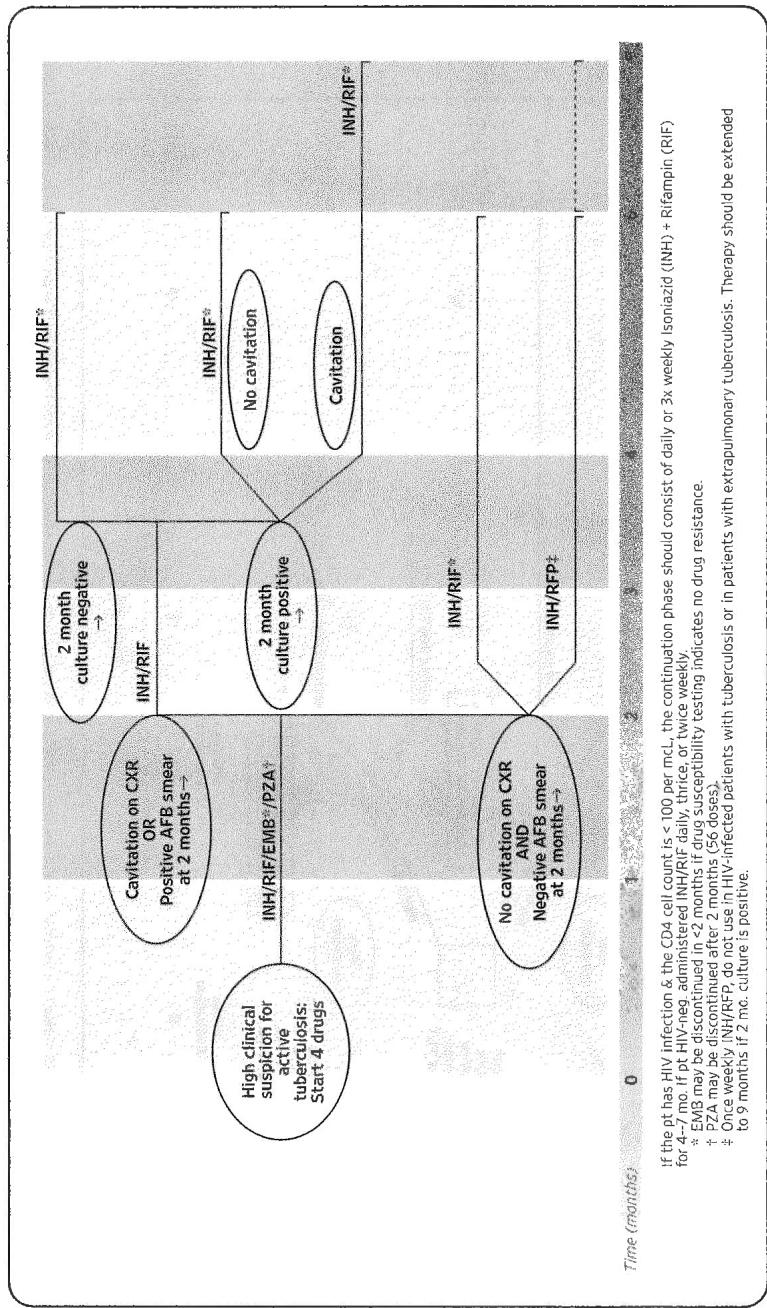 High clinical
suspicion for
active
tuberculosis:
Start 4 drugs
INH/RIF/EMB*/PZA†
Cavitation on CXR
OR
Positive AFB smear
at 2 months→
No cavitation on CXR
AND
Negative AFB smear
at 2 months→
INH/RIF
2 month
culture negative
→
2 month
culture positive
→
INH/RIF*
INH/RIF*
No cavitation
Cavitation
INH/RIF*
INH/RIF*
INH/RFP‡
Time (months)
0 1 2 3 4 6
If the pt has HIV infection & the CD4 cell count is < 100 per mcL, the continuation phase should consist of daily or 3x weekly Isoniazid (INH) + Rifampin (RIF)
for 4--7 mo. If pt HIV-neg. administered INH/RIF daily, thrice, or twice weekly.
* EMB may be discontinued in <2 months if drug susceptibility testing indicates no drug resistance.
† PZA may be discontinued after 2 months (56 doses).
‡ Once weekly INH/RFP, do not use in HIV-infected patients with tuberculosis or in patients with extrapulmonary tuberculosis. Therapy should be extended
to 9 months if 2 mo. culture is positive.